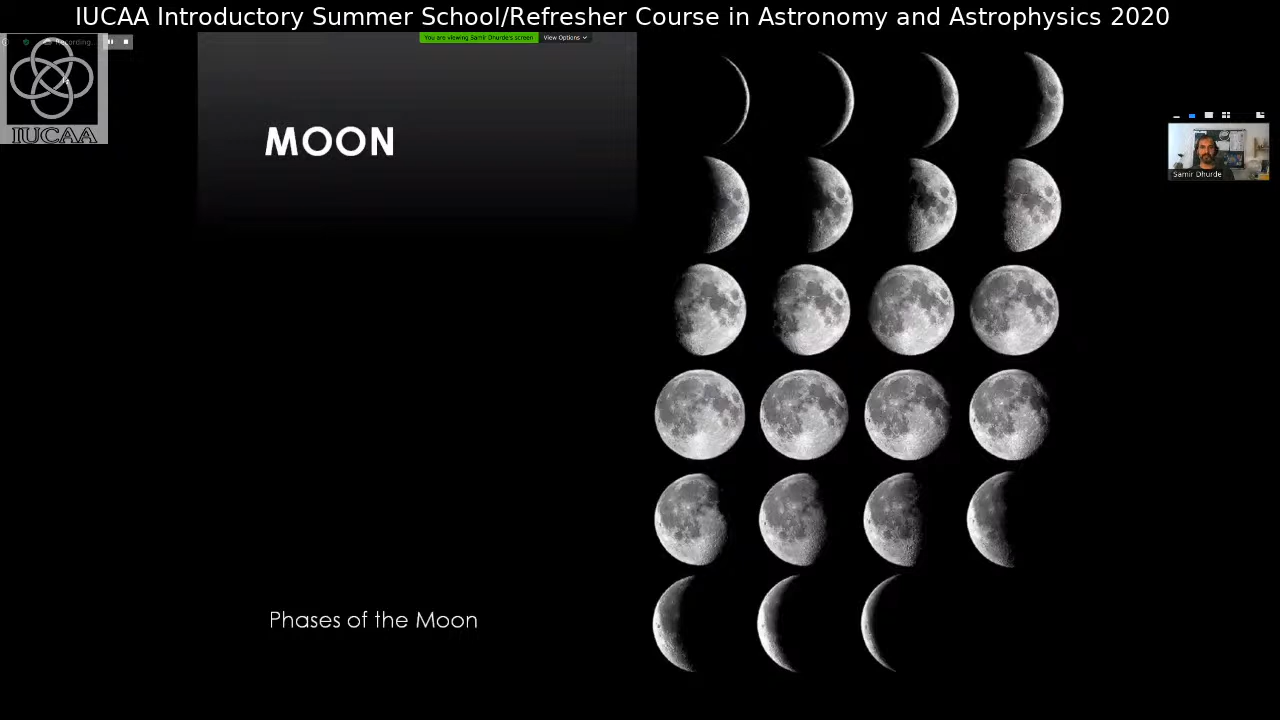 IUCAA Introductory Summer School/Refresher Course in Astronomy and Astrophysics 2020
Recording...
You are viewing Samir Dhurde's screen
View Options
IUCAA
MOON
Samir Dhurde
Phases of the Moon